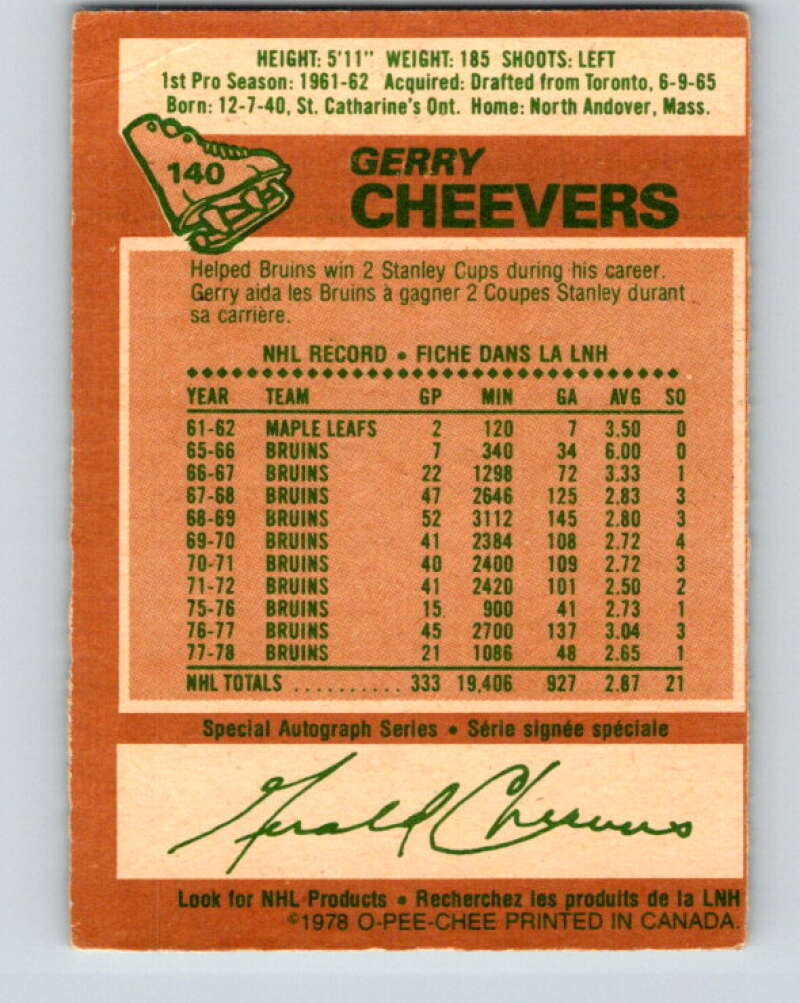 HEIGHT: 5'11" WEIGHT: 185 SHOOTS: LEFT
1st Pro Season: 1961-62 Acquired: Drafted from Toronto, 6-9-65
Born: 12-7-40, St. Catharine's Ont. Home: North Andover, Mass.
140
GERRY
CHEEVERS
Helped Bruins win 2 Stanley Cups during his career.
Gerry aida les Bruins à gagner 2 Coupes Stanley durant
sa carrière.
NHL RECORD • FICHE DANS LA LNH
YEAR TEAM GP MIN GA AVG SO
61-62 MAPLE LEAFS 2 120 7 3.50 0
65-66 BRUINS 7 340 34 6.00 0
66-67 BRUINS 22 1298 72 3.33 1
67-68 BRUINS 47 2646 125 2.83 3
68-69 BRUINS 52 3112 145 2.80 3
69-70 BRUINS 41 2384 108 2.72 4
70-71 BRUINS 40 2400 109 2.72 3
71-72 BRUINS 41 2420 101 2.50 2
75-76 BRUINS 15 900 41 2.73 1
76-77 BRUINS 45 2700 137 3.04 3
77-78 BRUINS 21 1086 48 2.65 1
NHL TOTALS .......... 333 19,406 927 2.87 21
Special Autograph Series • Série signée spéciale
Gerald Cheevers
Look for NHL Products • Recherchez les produits de la LNH
©1978 O-PEE-CHEE PRINTED IN CANADA.